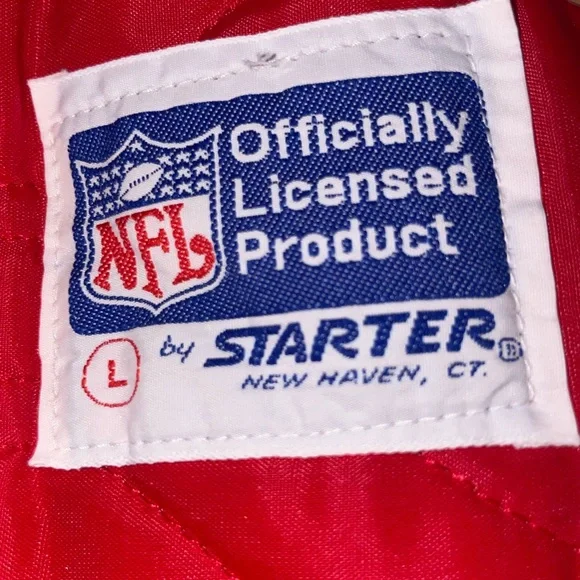 Officially
Licensed
Product
NFL
L
by STARTER®
NEW HAVEN, CT.